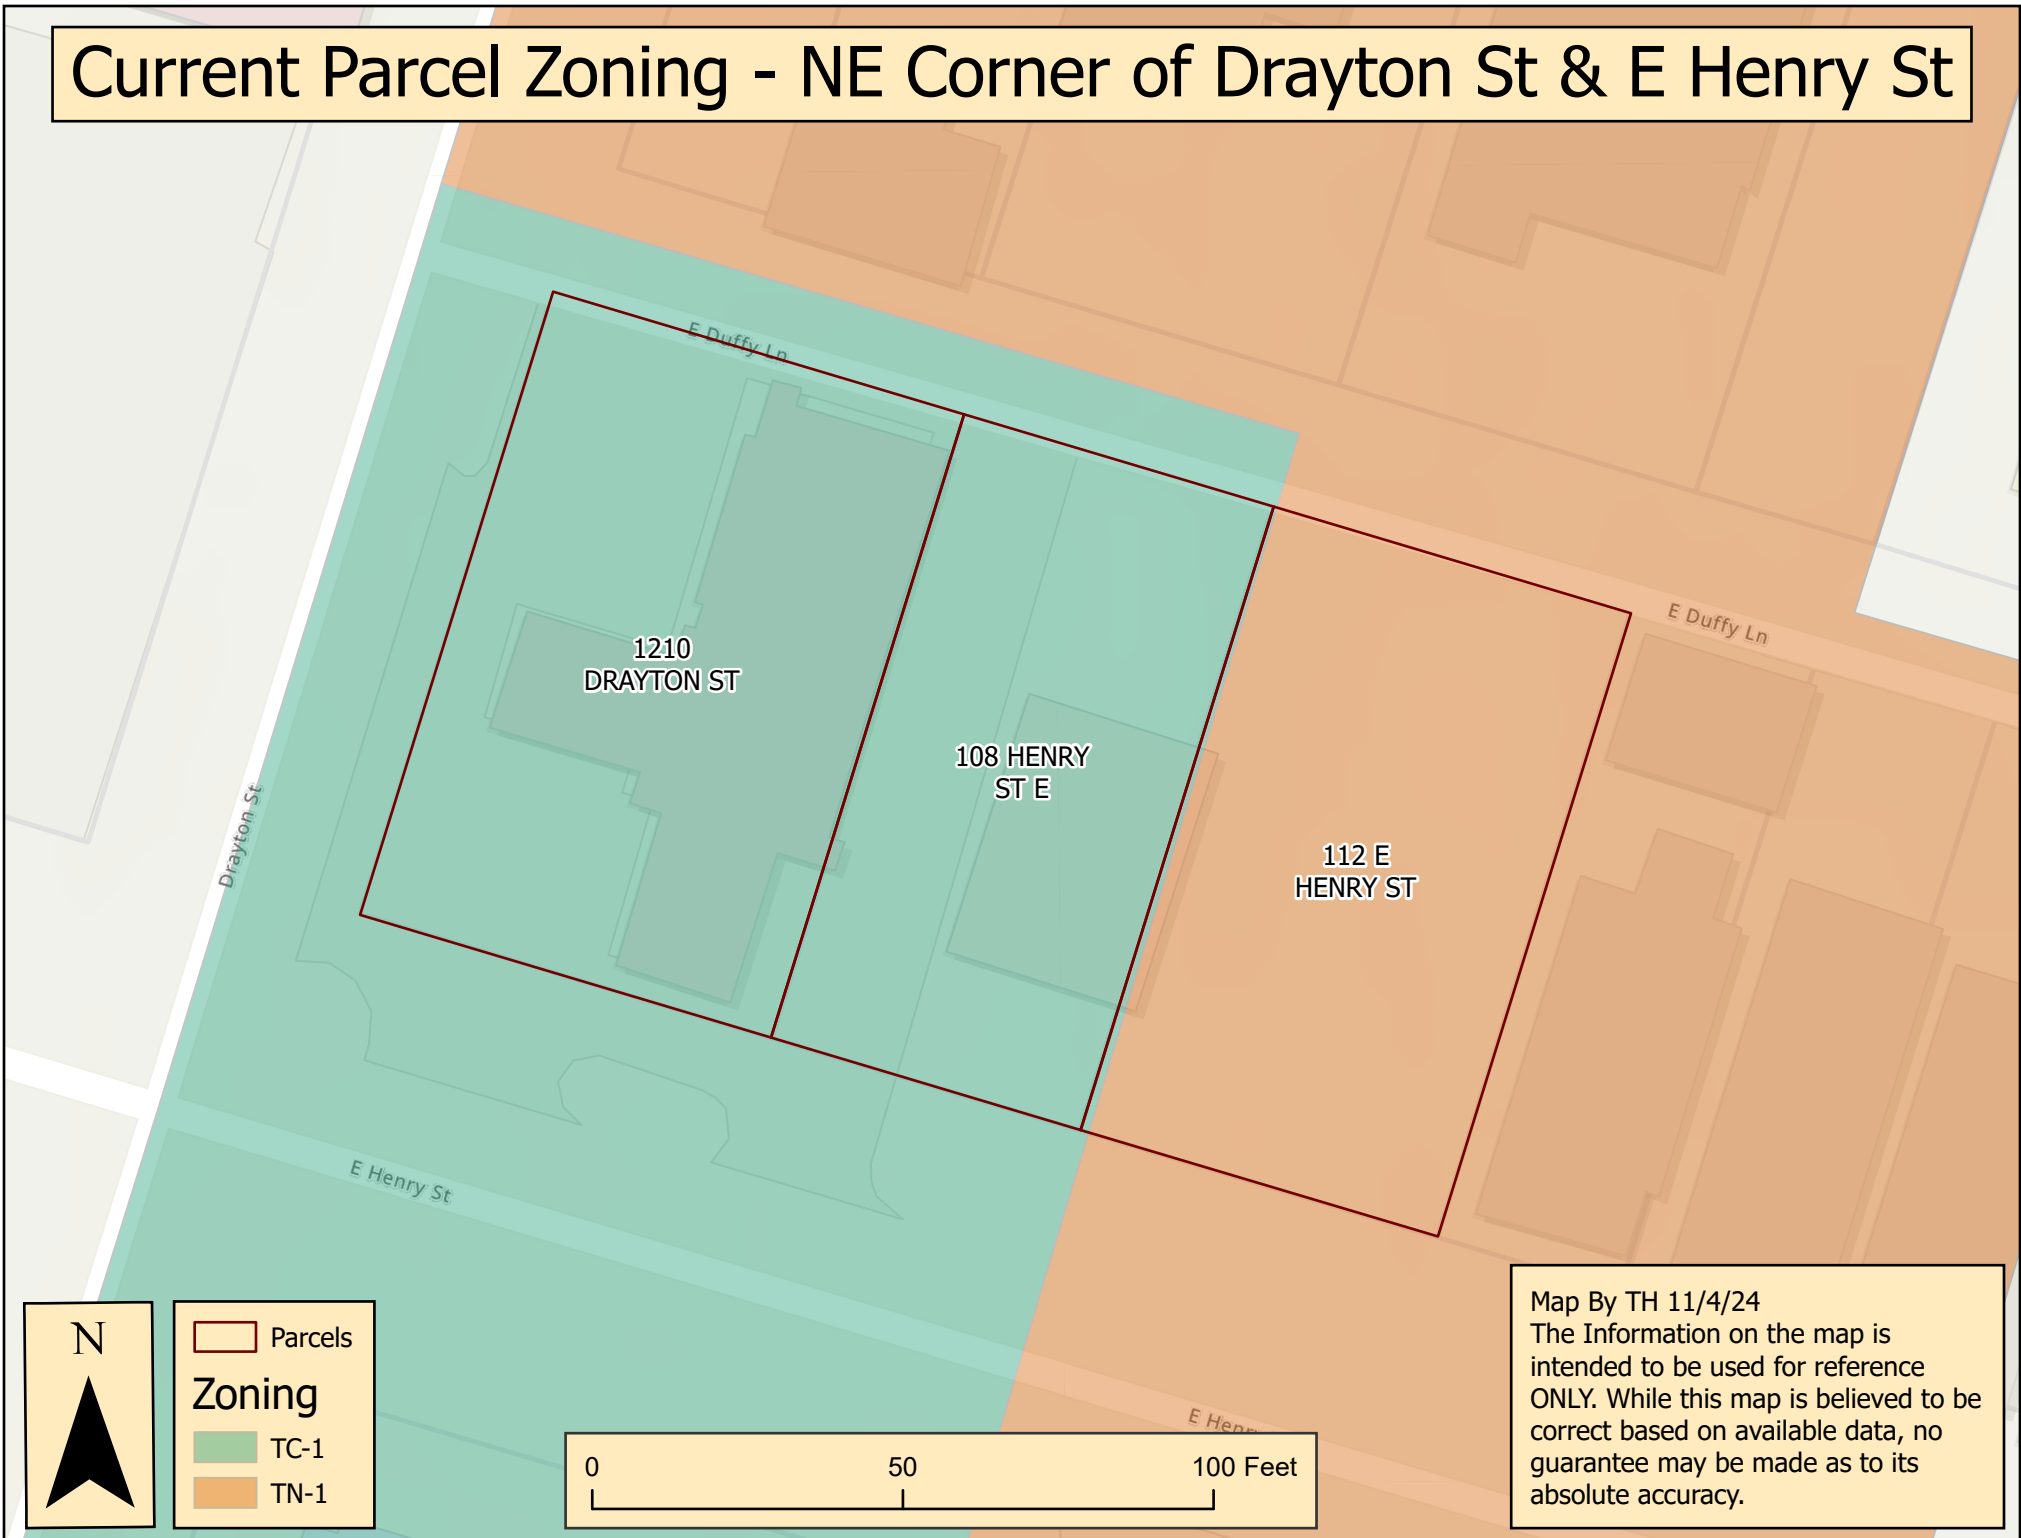 Current Parcel Zoning - NE Corner of Drayton St & E Henry St
E Duffy Ln
E Duffy Ln
1210
DRAYTON ST
108 HENRY
ST E
112 E
HENRY ST
Drayton St
E Henry St
E Henry
N
Parcels
Zoning
TC-1
TN-1
0 50 100 Feet
Map By TH 11/4/24
The Information on the map is
intended to be used for reference
ONLY. While this map is believed to be
correct based on available data, no
guarantee may be made as to its
absolute accuracy.